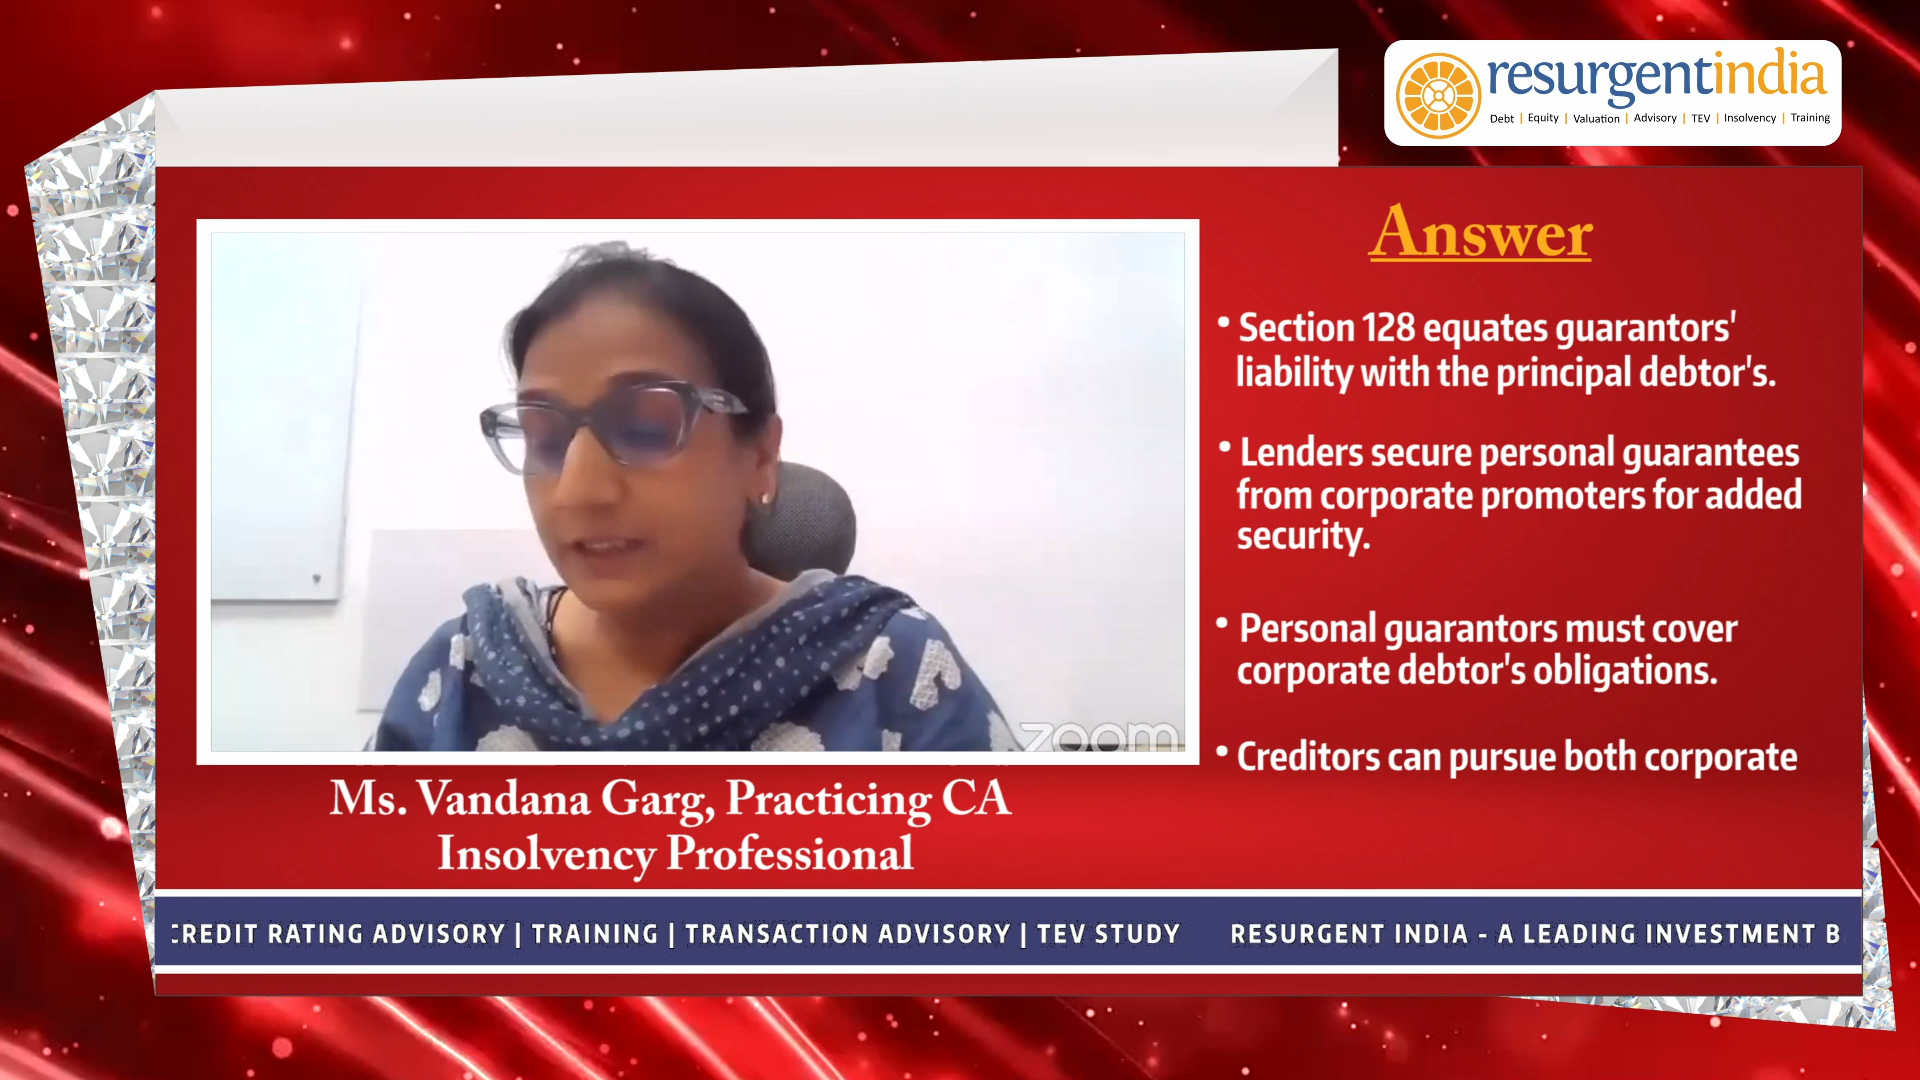 resurgentindia
Debt | Equity | Valuation | Advisory | TEV | Insolvency | Training
Answer
• Section 128 equates guarantors'
liability with the principal debtor's.
• Lenders secure personal guarantees
from corporate promoters for added
security.
• Personal guarantors must cover
corporate debtor's obligations.
• Creditors can pursue both corporate
zoom
Ms. Vandana Garg, Practicing CA
Insolvency Professional
CREDIT RATING ADVISORY | TRAINING | TRANSACTION ADVISORY | TEV STUDY RESURGENT INDIA - A LEADING INVESTMENT B